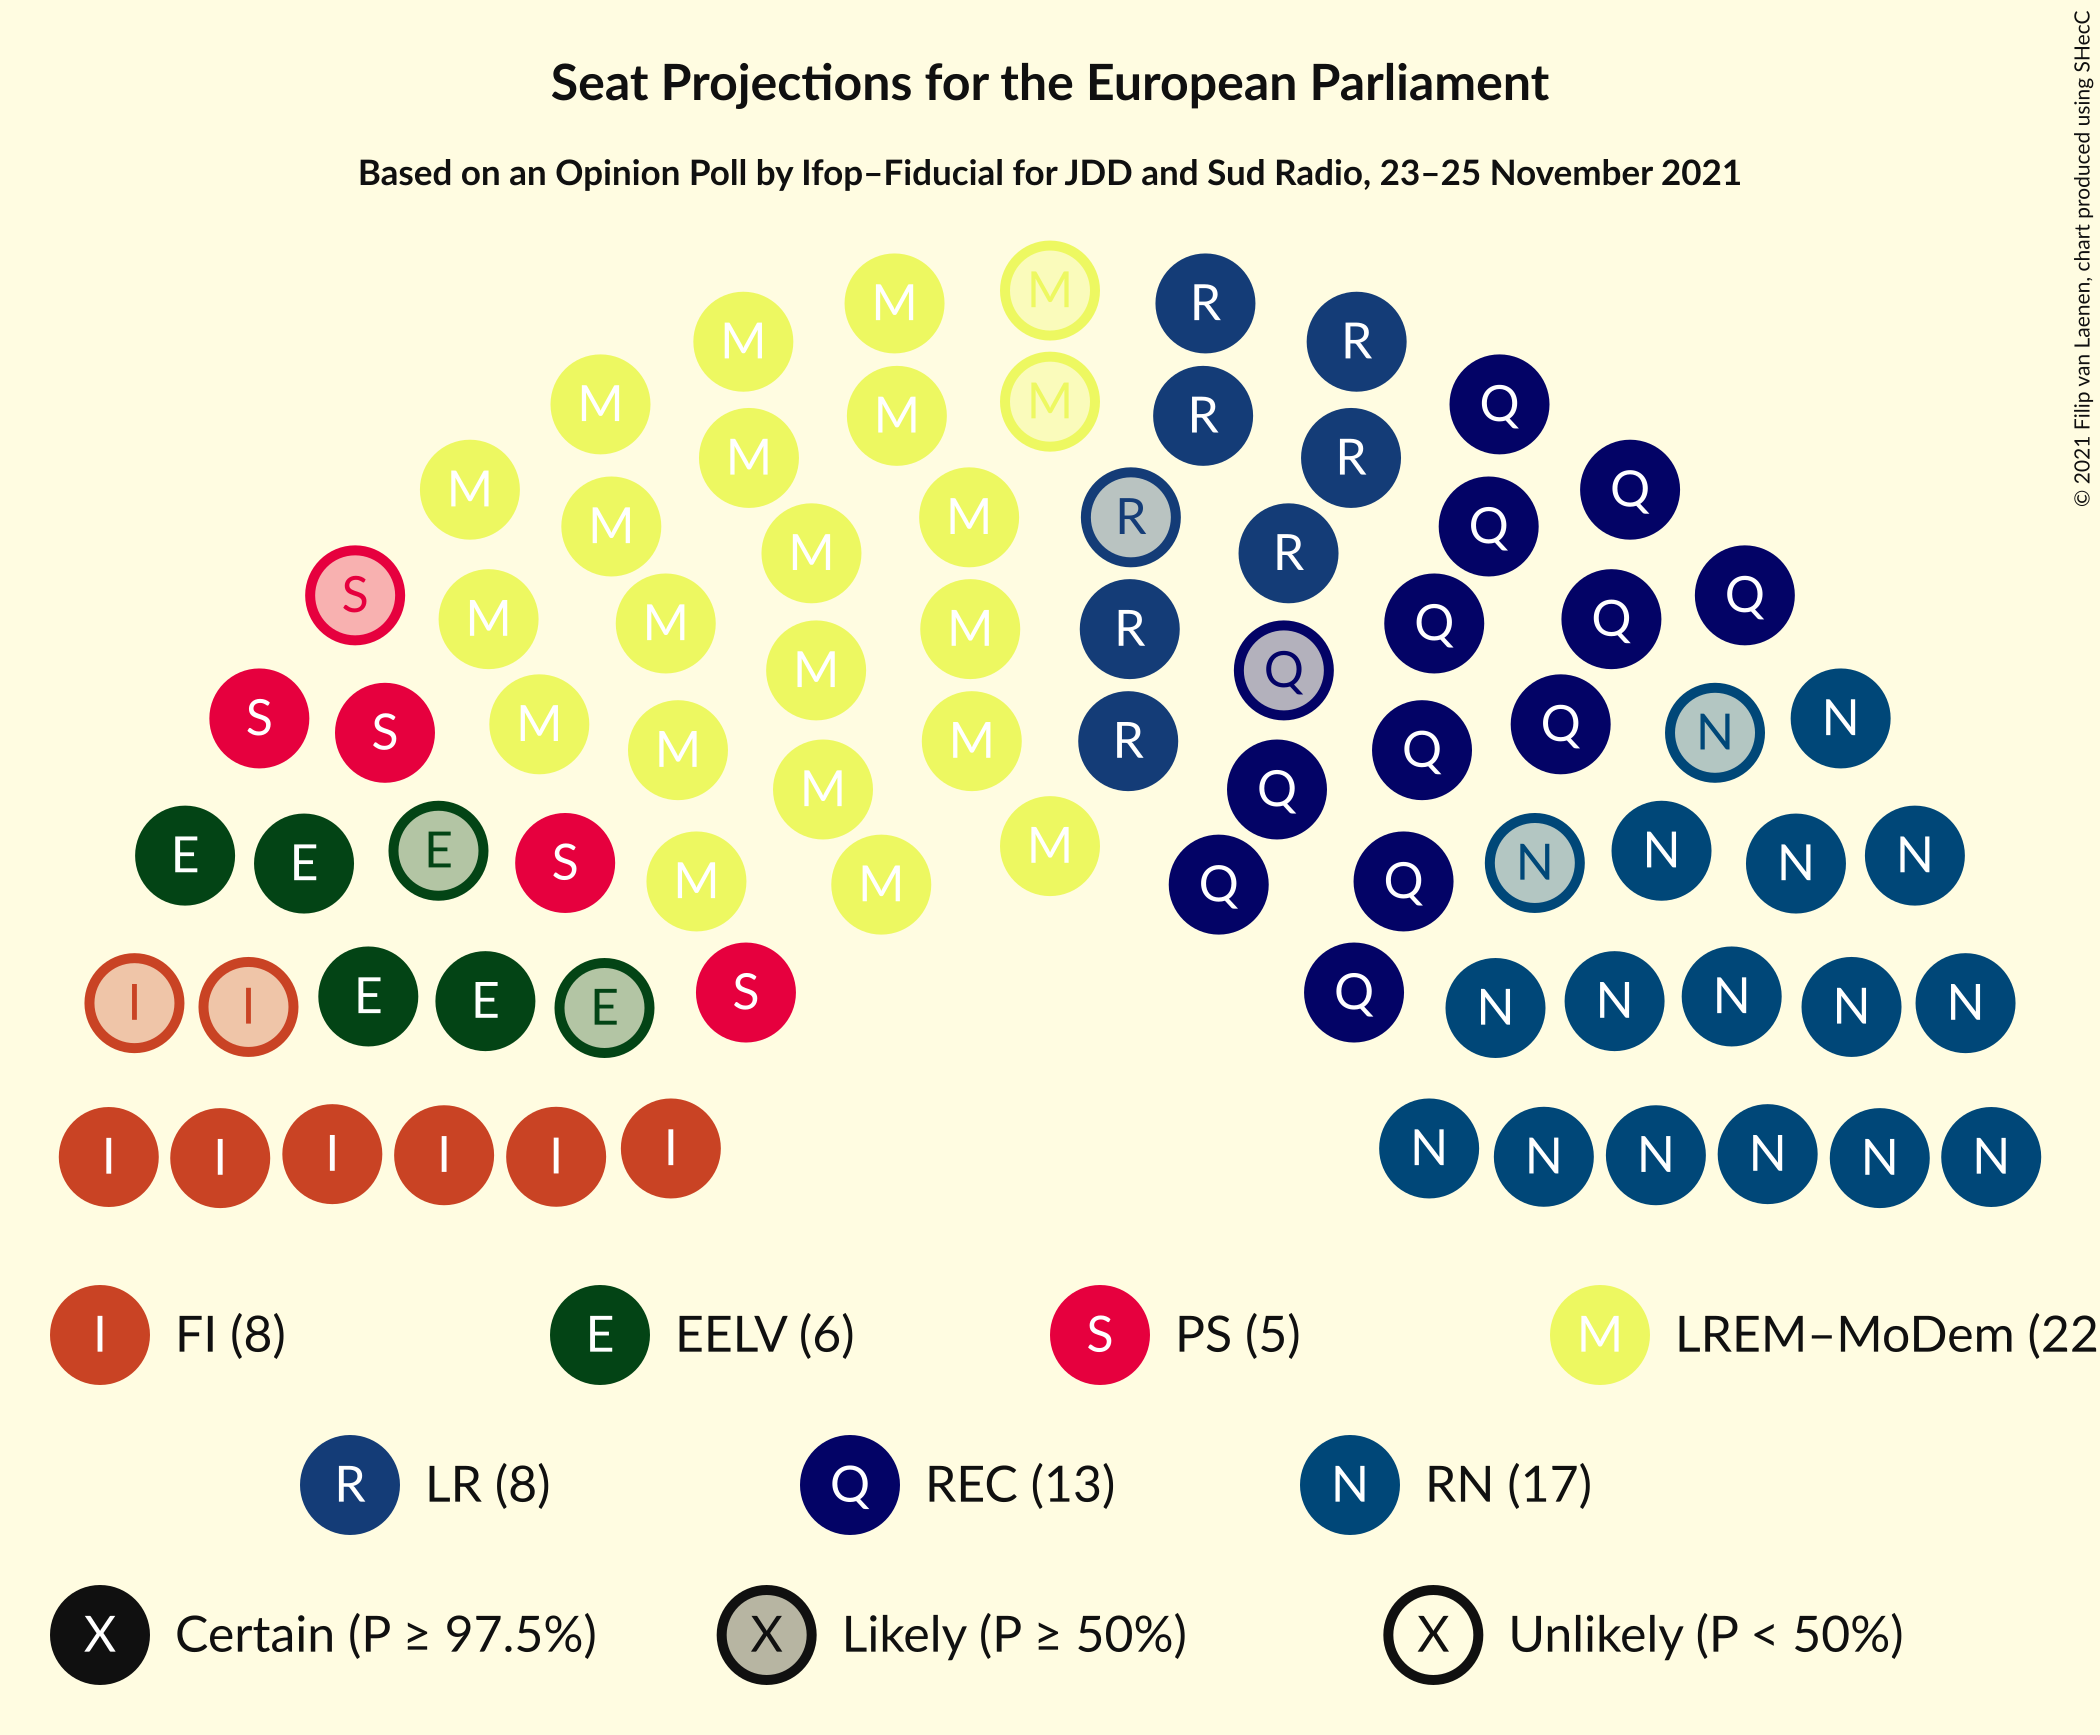 Seat Projections for the European Parliament
Based on an Opinion Poll by Ifop–Fiducial for JDD and Sud Radio, 23–25 November 2021
© 2021 Filip van Laenen, chart produced using SHecC
M M M R R
M M M R R Q
M M M M R R Q Q
S M M M M R R Q Q Q Q
S S M M M M R Q Q Q N N
E E E S M M M Q Q N N N N
I I E E E S Q N N N N N
I I I I I I N N N N N N
I FI (8) E EELV (6) S PS (5) M LREM–MoDem (22
R LR (8) Q REC (13) N RN (17)
X Certain (P ≥ 97.5%) X Likely (P ≥ 50%) X Unlikely (P < 50%)